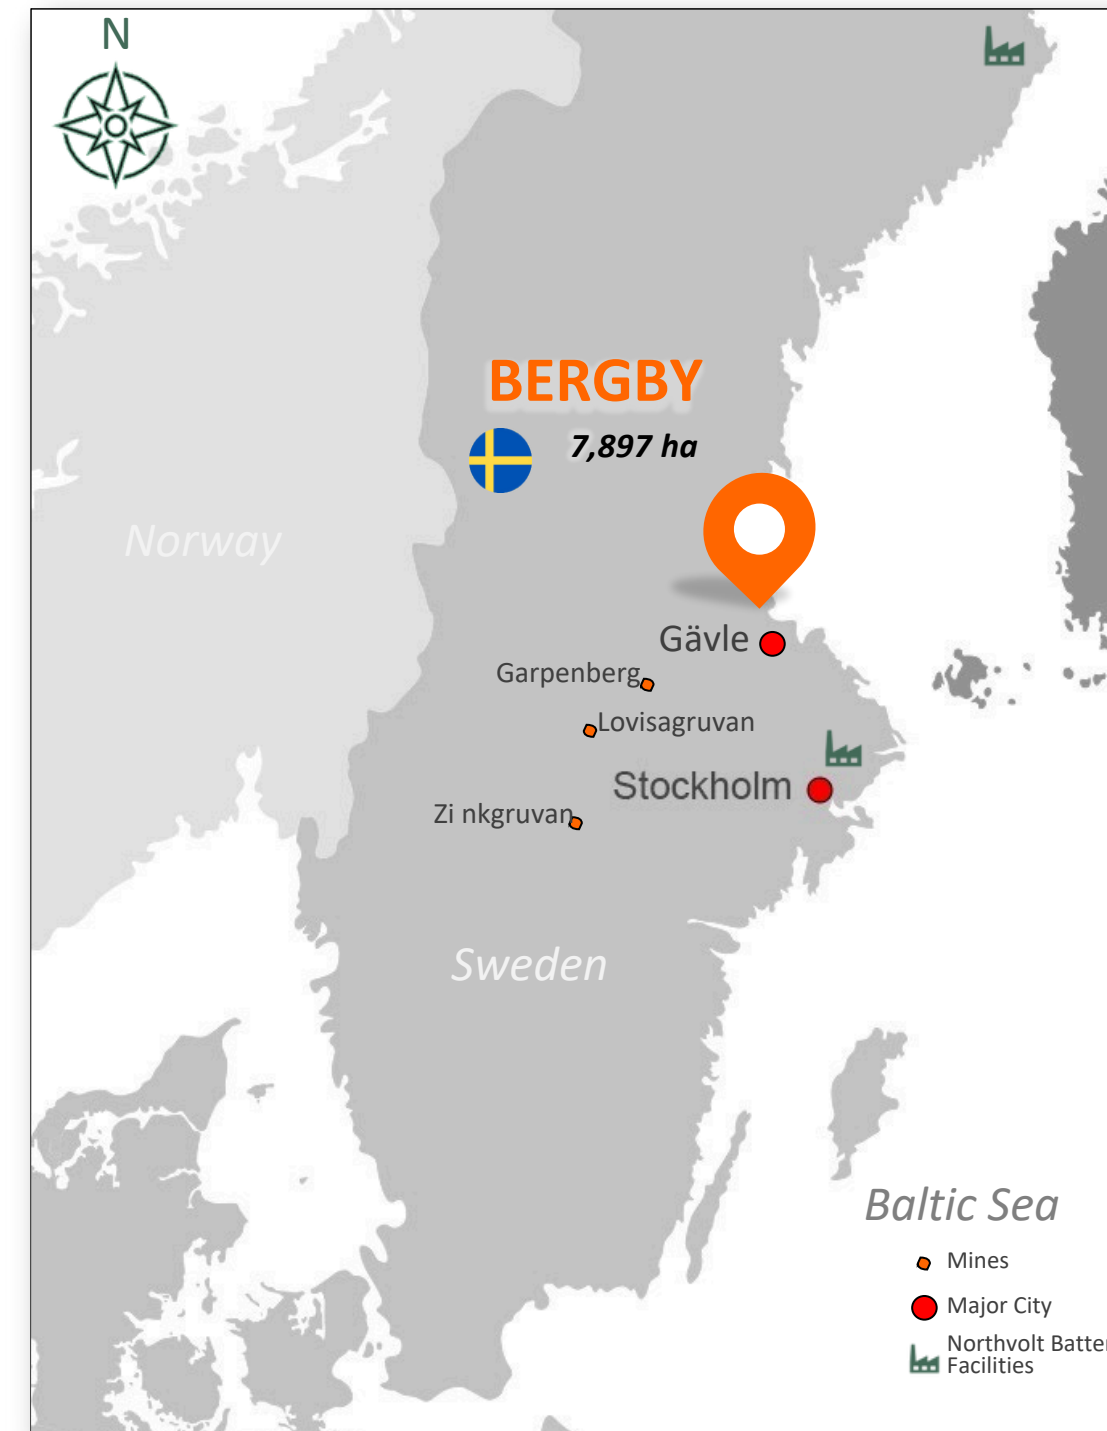 N
BERGBY
7,897 ha
Norway
Gävle
Garpenberg
Lovisagruvan
Stockholm
Zi nkgruvan
Sweden
Baltic Sea
Mines
Major City
Northvolt Batter
Facilities